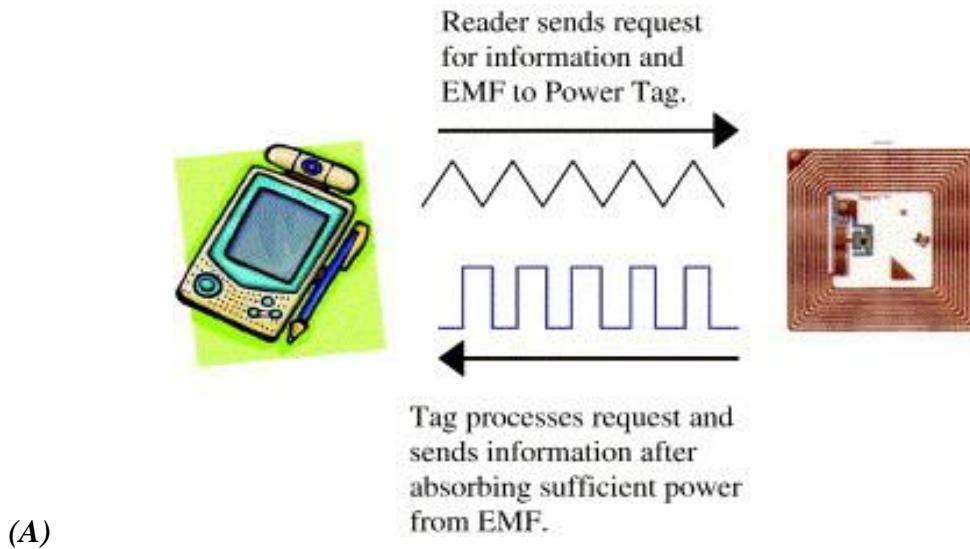 Reader sends request
for information and
EMF to Power Tag.
Tag processes request and
sends information after
absorbing sufficient power
from EMF.
(A)